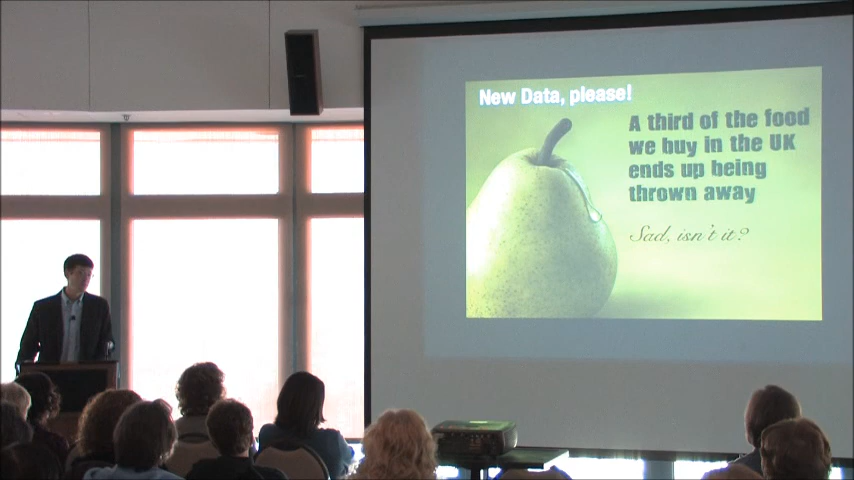 New Data, please!
A third of the food
we buy in the UK
ends up being
thrown away
Sad, isn't it?